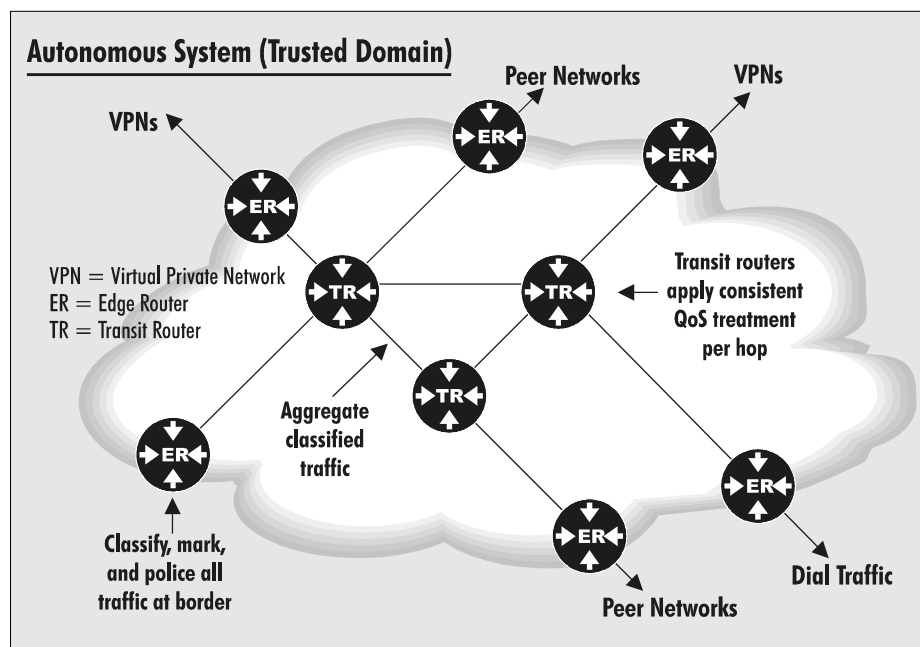 Autonomous System (Trusted Domain)
Peer Networks
VPNs
VPNs
ER
ER
ER
VPN = Virtual Private Network
ER = Edge Router
TR = Transit Router
TR
TR
Transit routers
apply consistent
QoS treatment
per hop
TR
Aggregate
classified
traffic
ER
ER
ER
Classify, mark,
and police all
traffic at border
Dial Traffic
Peer Networks